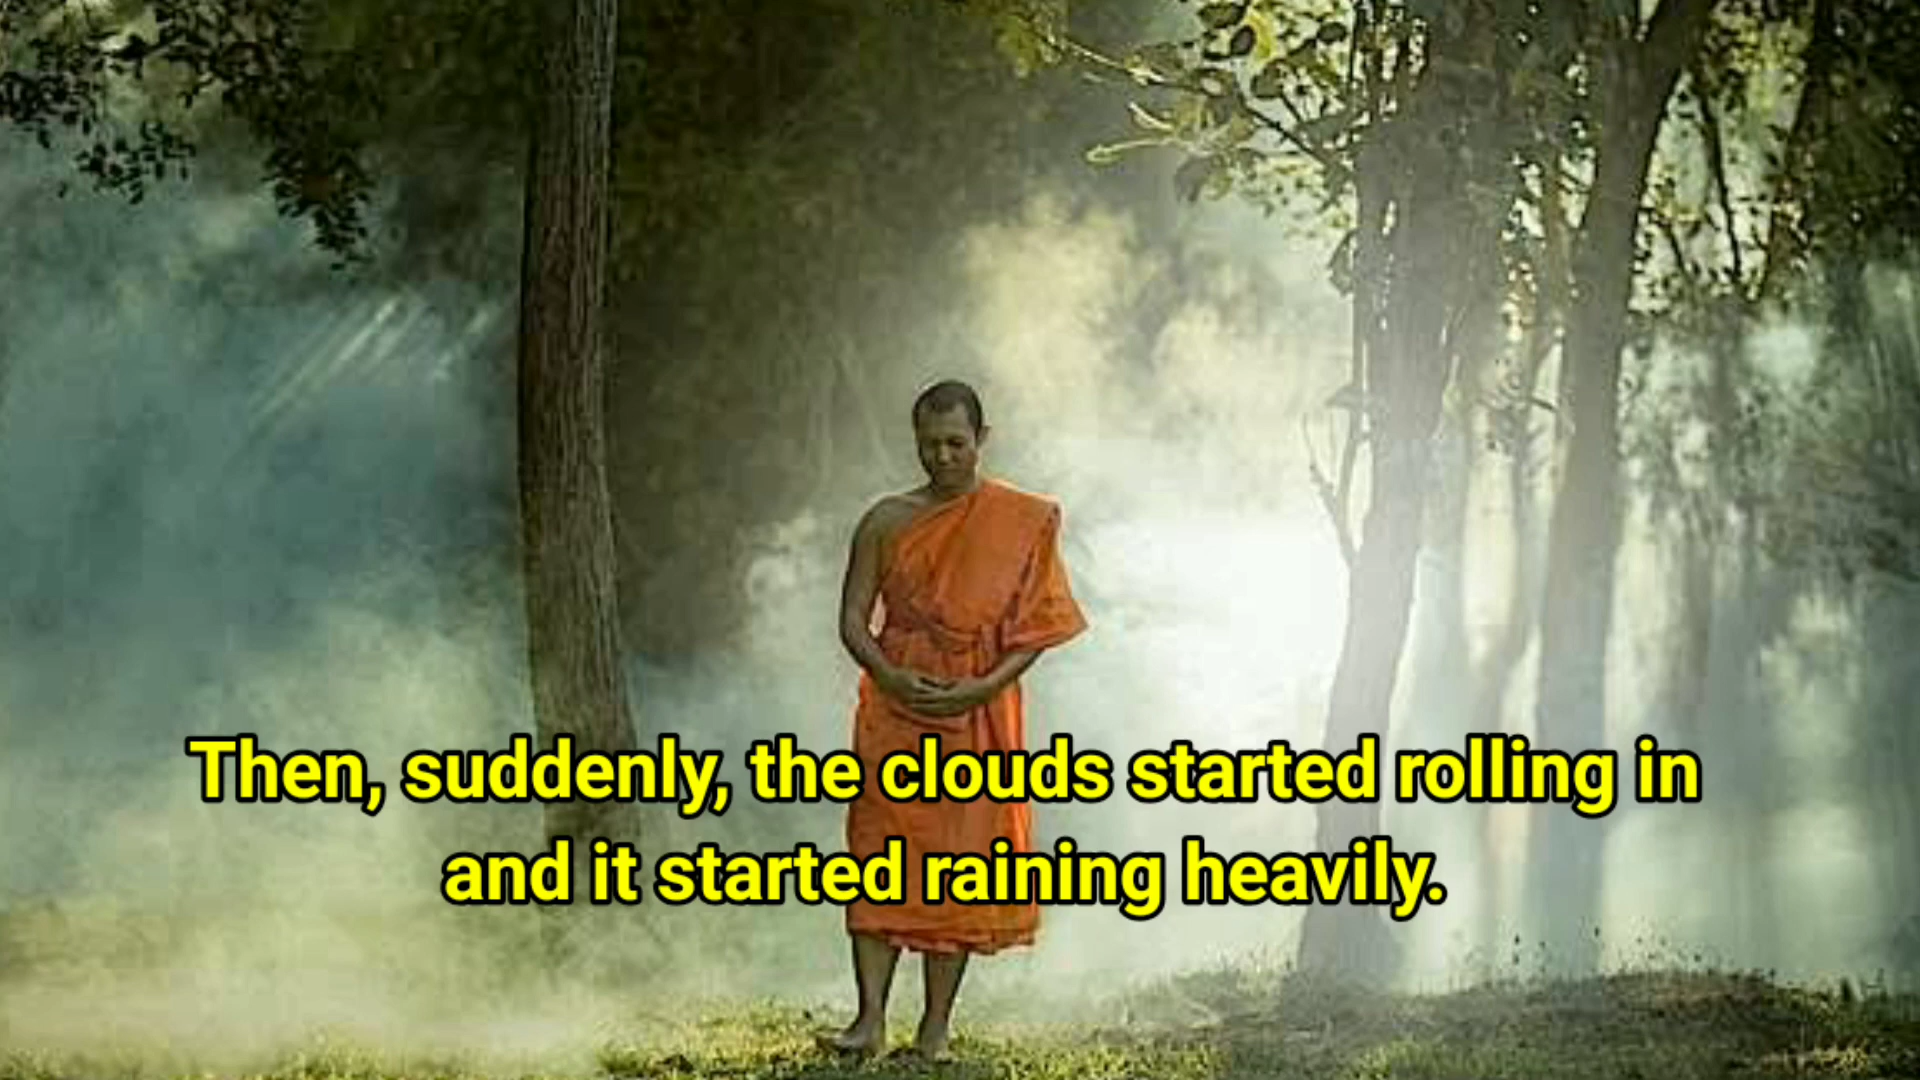 Then, suddenly, the clouds started rolling in
and it started raining heavily.